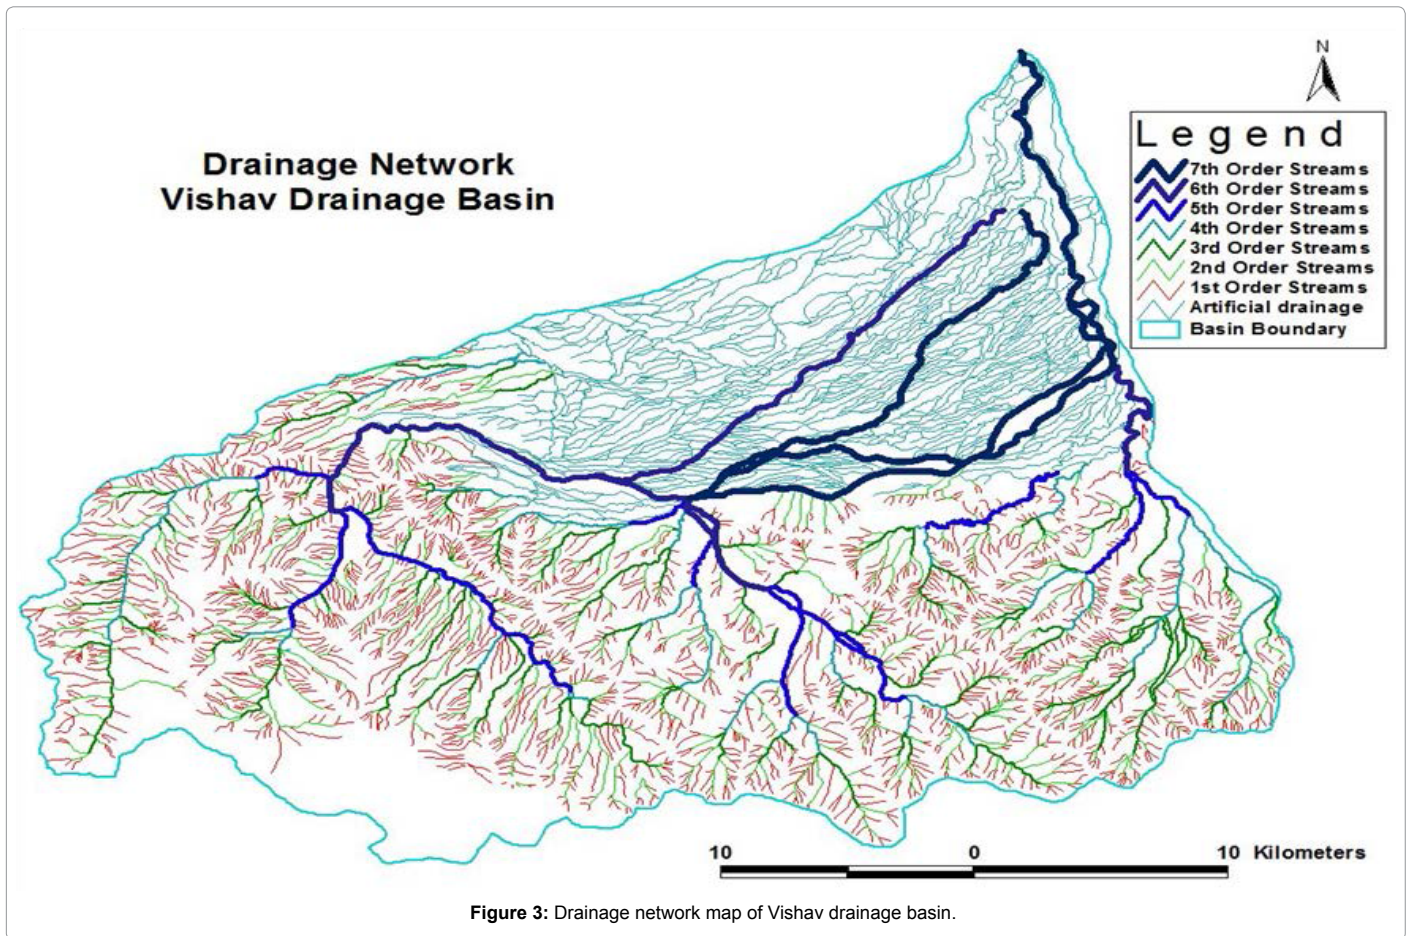 Drainage Network
Vishav Drainage Basin
N
Legend
7th Order Streams
6th Order Streams
5th Order Streams
4th Order Streams
3rd Order Streams
2nd Order Streams
1st Order Streams
Artificial drainage
Basin Boundary
10 0 10 Kilometers
Figure 3: Drainage network map of Vishav drainage basin.